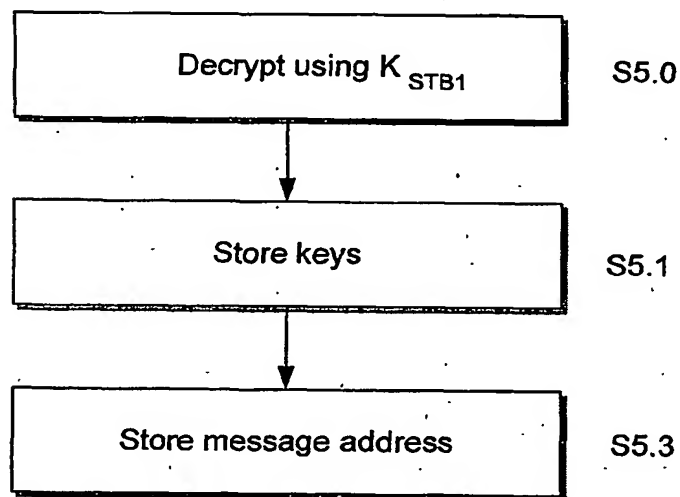 Decrypt using K STB1 S5.0
Store keys S5.1
Store message address S5.3